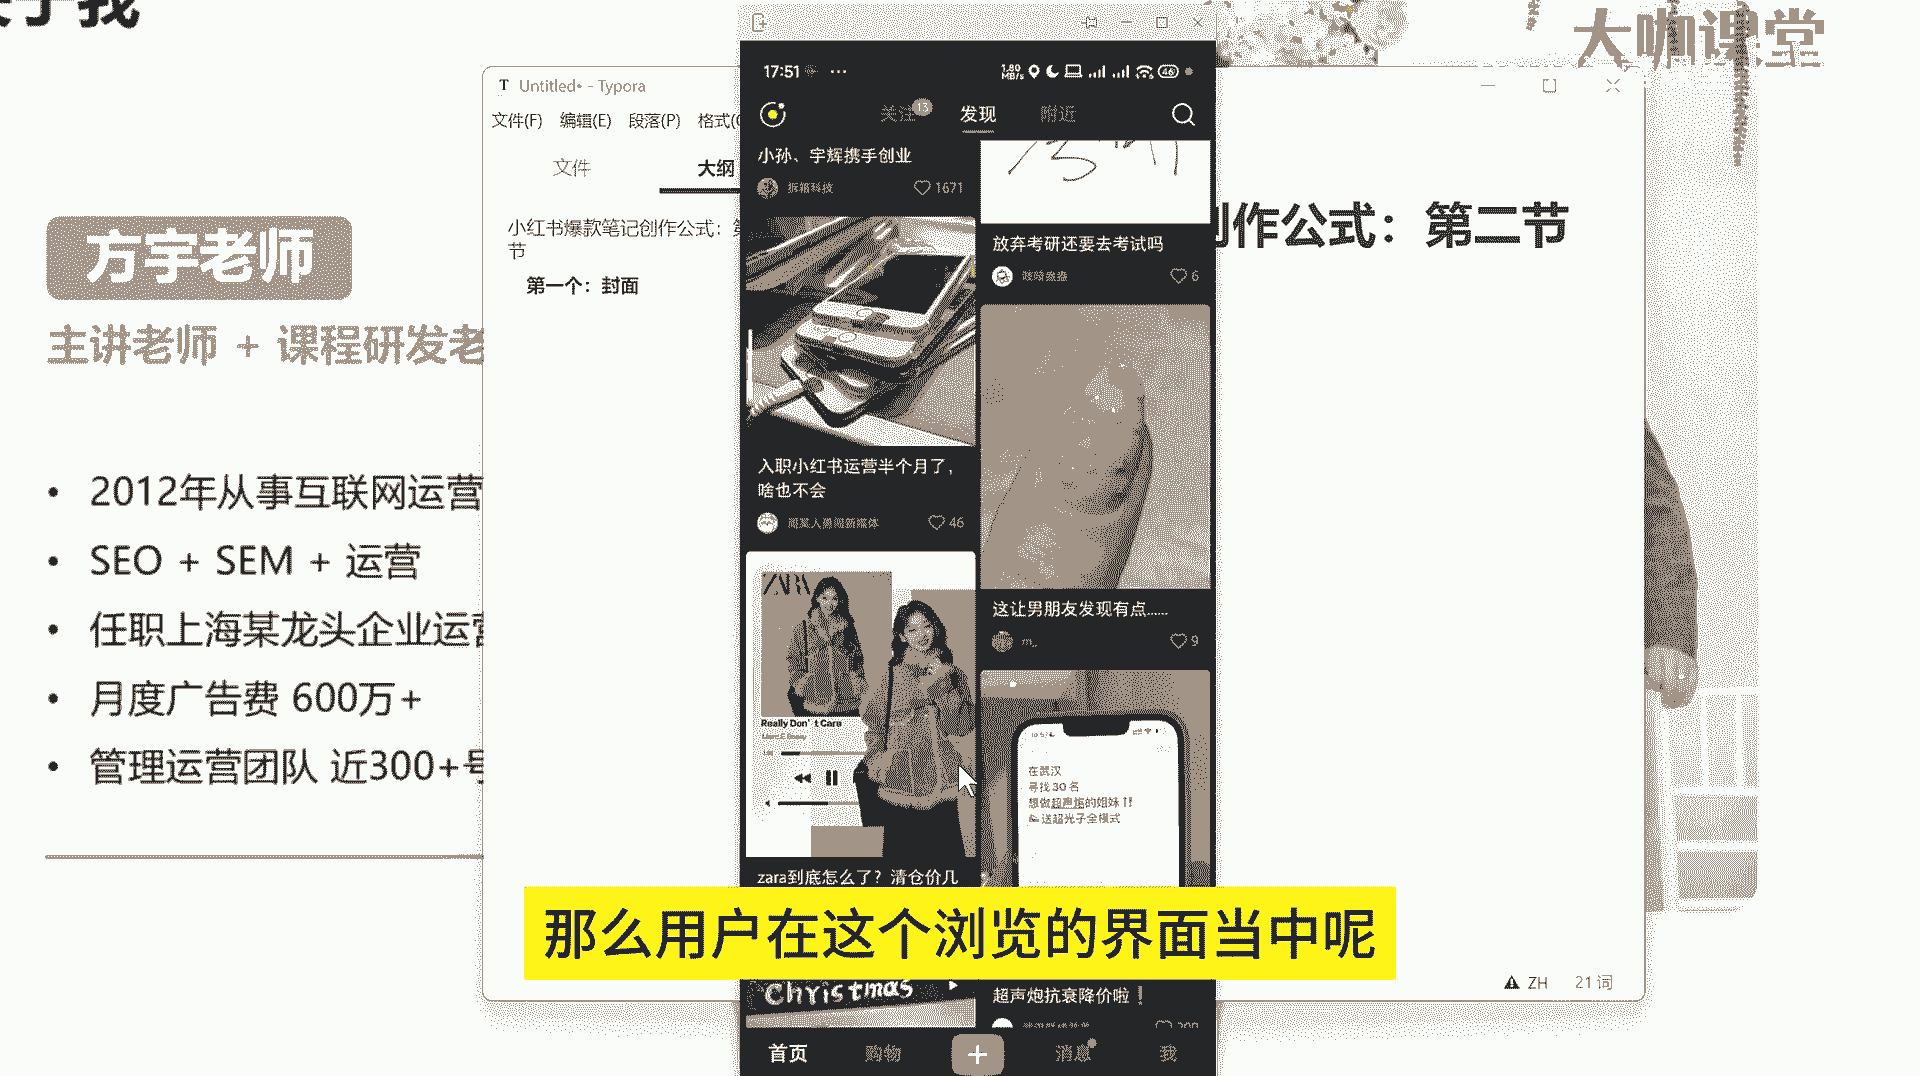 关于我
大咖课堂
方宇老师
主讲老师 + 课程研发老
• 2012年从事互联网运营
• SEO + SEM + 运营
• 任职上海某龙头企业运营
• 月度广告费 600万+
• 管理运营团队 近300+号
T Untitled• - Typora
文件(F) 编辑(E) 段落(P) 格式(O
文件 大纲
小红书爆款笔记创作公式：第
节
第一个：封面
创作公式：第二节
17:51 ···
1.80 MB/s 46
关注 13 发现 附近
小孙、宇辉携手创业
拆箱科技 1671
入职小红书运营半个月了，
啥也不会
46
ZARA
Really Don't Care
zara到底怎么了？清仓价几
Christmas
放弃考研还要去考试吗
6
这让男朋友发现有点......
m_ 9
在武汉
寻找 30 名
想做超声炮的姐妹！！
送超光子全模式
超声炮抗衰降价啦！
首页 购物 + 消息 我
那么用户在这个浏览的界面当中呢
ZH 21 词